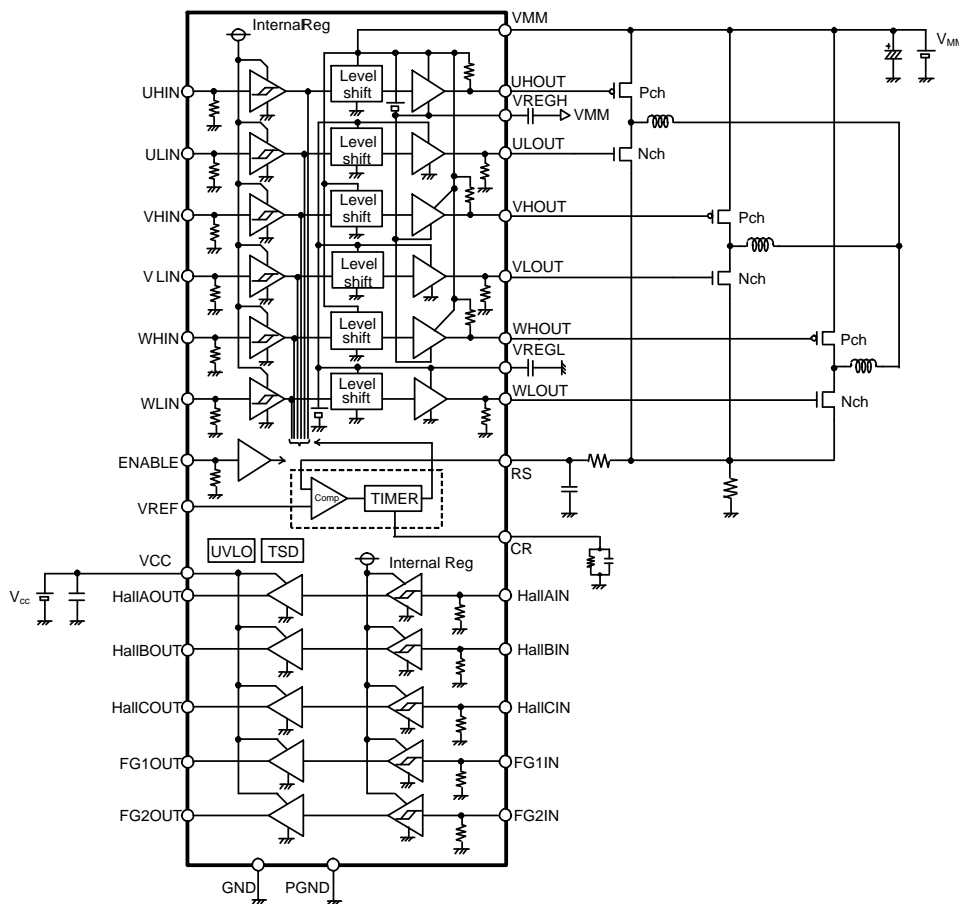 InternalReg
VMM
VMM
UHIN
Level
shift
UHOUT
Pch
VREGH
VMM
ULIN
Level
shift
ULOUT
Nch
VHIN
Level
shift
VHOUT
Pch
VLIN
Level
shift
VLOUT
Nch
WHIN
Level
shift
WHOUT
Pch
VREGL
WLIN
Level
shift
WLOUT
Nch
ENABLE
RS
Comp
TIMER
VREF
CR
VCC
UVLO
TSD
Internal Reg
Vcc
HallAOUT
HallAIN
HallBOUT
HallBIN
HallCOUT
HallCIN
FG1OUT
FG1IN
FG2OUT
FG2IN
GND
PGND